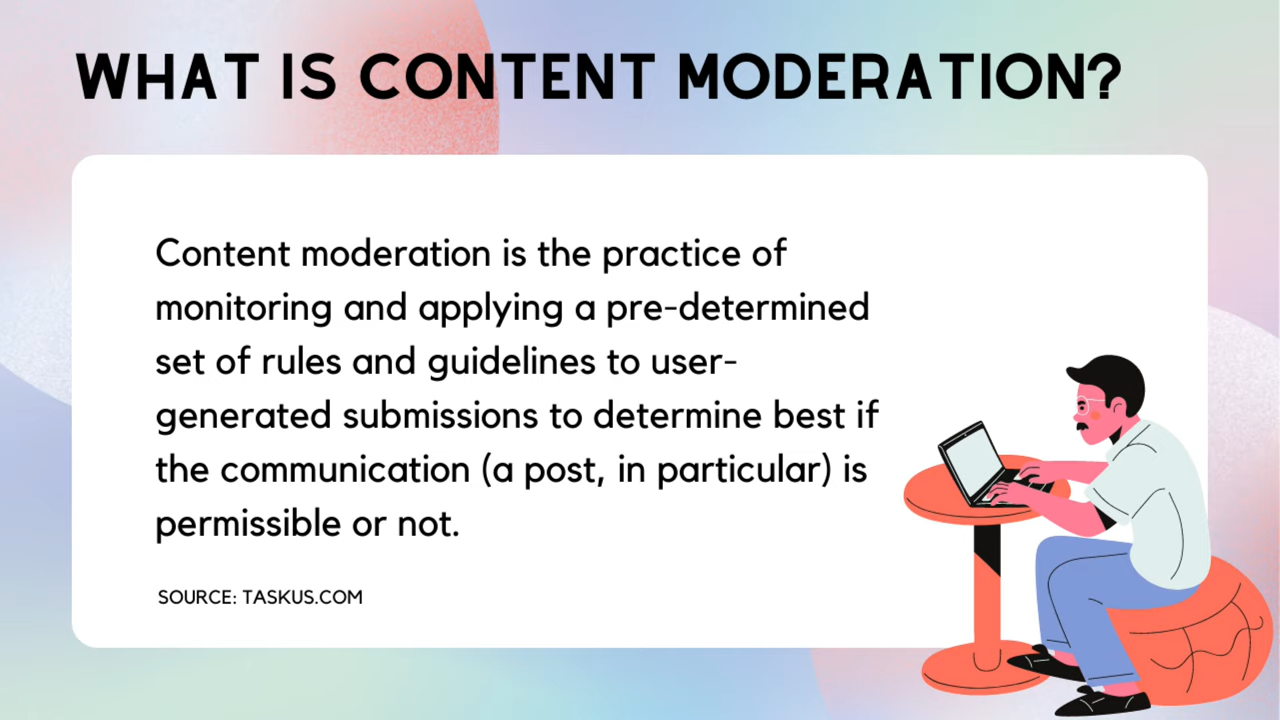 WHAT IS CONTENT MODERATION?
Content moderation is the practice of
monitoring and applying a pre-determined
set of rules and guidelines to user-
generated submissions to determine best if
the communication (a post, in particular) is
permissible or not.
SOURCE: TASKUS.COM